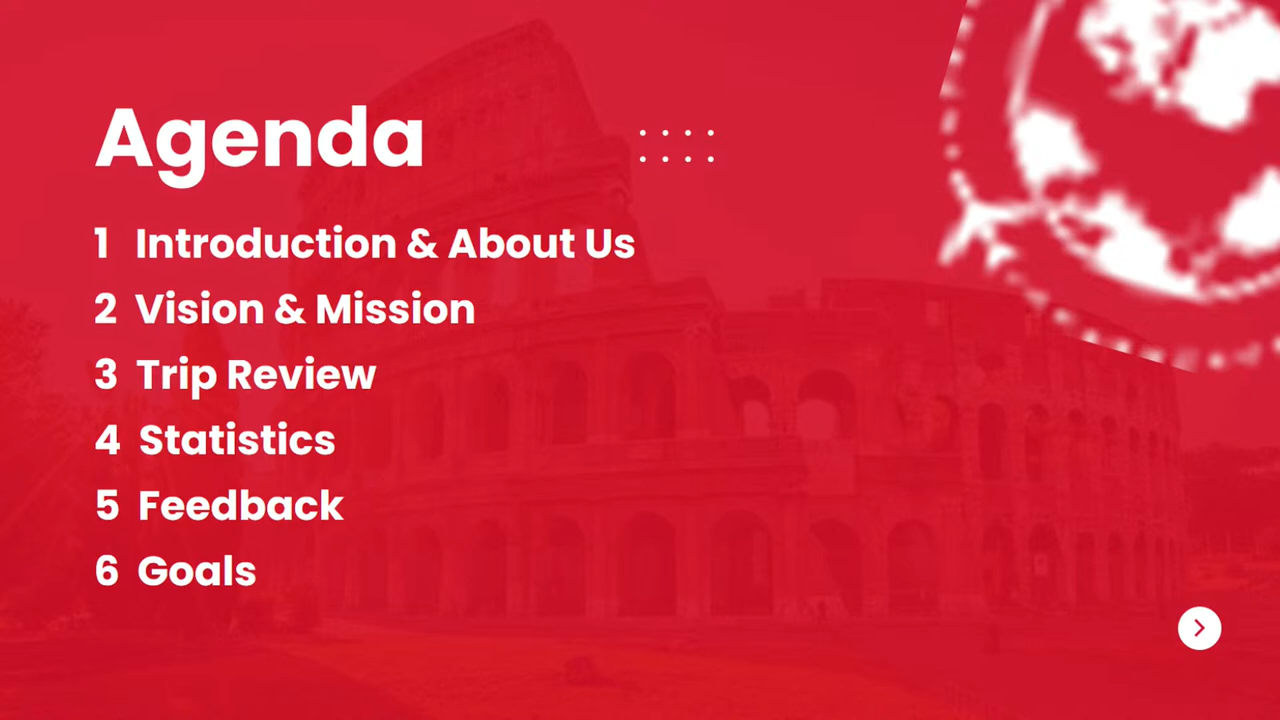 Agenda
1 Introduction & About Us
2 Vision & Mission
3 Trip Review
4 Statistics
5 Feedback
6 Goals